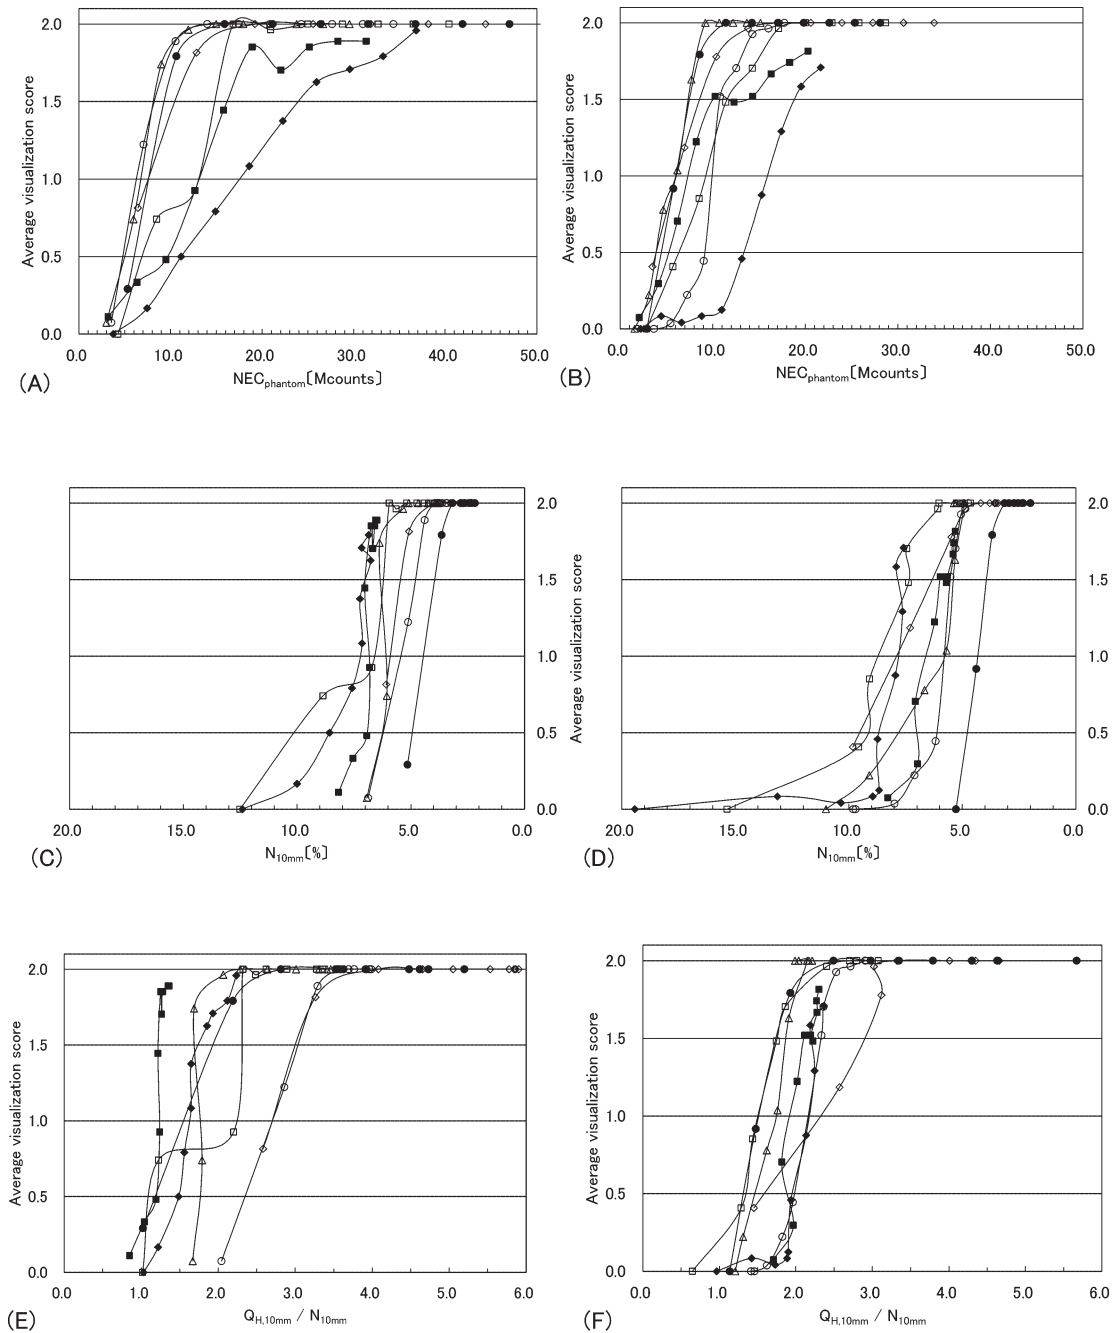 2.0
1.5
1.0
0.5
0.0
Average visualization score
0.0 10.0 20.0 30.0 40.0 50.0
NECphantom[Mcounts]
(A)
2.0
1.5
1.0
0.5
0.0
Average visualization score
0.0 10.0 20.0 30.0 40.0 50.0
NECphantom[Mcounts]
(B)
2.0
1.5
1.0
0.5
0.0
Average visualization score
20.0 15.0 10.0 5.0 0.0
N10mm[%]
(C)
2.0
1.5
1.0
0.5
0.0
Average visualization score
20.0 15.0 10.0 5.0 0.0
N10mm[%]
(D)
2.0
1.5
1.0
0.5
0.0
Average visualization score
0.0 1.0 2.0 3.0 4.0 5.0 6.0
QH,10mm / N10mm
(E)
2.0
1.5
1.0
0.5
0.0
Average visualization score
0.0 1.0 2.0 3.0 4.0 5.0 6.0
QH,10mm / N10mm
(F)